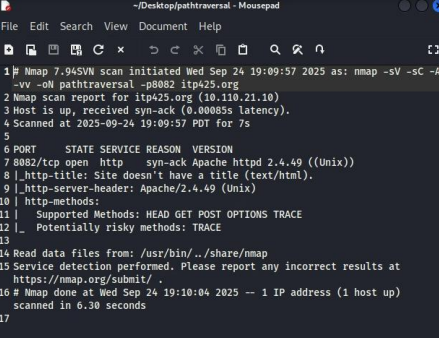 ~/Desktop/pathtraversal - Mousepad
File Edit Search View Document Help
1 # Nmap 7.94SVN scan initiated Wed Sep 24 19:09:57 2025 as: nmap -sV -sC -A
-vv -oN pathtraversal -p8082 itp425.org
2 Nmap scan report for itp425.org (10.110.21.10)
3 Host is up, received syn-ack (0.00085s latency).
4 Scanned at 2025-09-24 19:09:57 PDT for 7s
5
6 PORT STATE SERVICE REASON VERSION
7 8082/tcp open http syn-ack Apache httpd 2.4.49 ((Unix))
8 |_http-title: Site doesn't have a title (text/html).
9 |_http-server-header: Apache/2.4.49 (Unix)
10 | http-methods:
11 | Supported Methods: HEAD GET POST OPTIONS TRACE
12 |_ Potentially risky methods: TRACE
13
14 Read data files from: /usr/bin/../share/nmap
15 Service detection performed. Please report any incorrect results at
https://nmap.org/submit/ .
16 # Nmap done at Wed Sep 24 19:10:04 2025 -- 1 IP address (1 host up)
scanned in 6.30 seconds
17